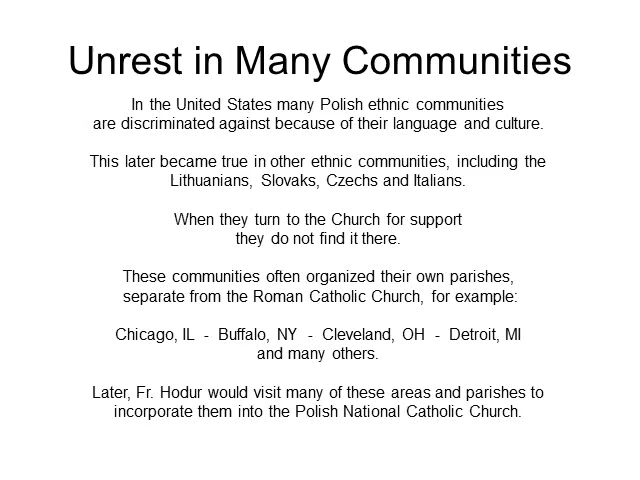 Unrest in Many Communities
In the United States many Polish ethnic communities
are discriminated against because of their language and culture.
This later became true in other ethnic communities, including the
Lithuanians, Slovaks, Czechs and Italians.
When they turn to the Church for support
they do not find it there.
These communities often organized their own parishes,
separate from the Roman Catholic Church, for example:
Chicago, IL - Buffalo, NY - Cleveland, OH - Detroit, MI
and many others.
Later, Fr. Hodur would visit many of these areas and parishes to
incorporate them into the Polish National Catholic Church.